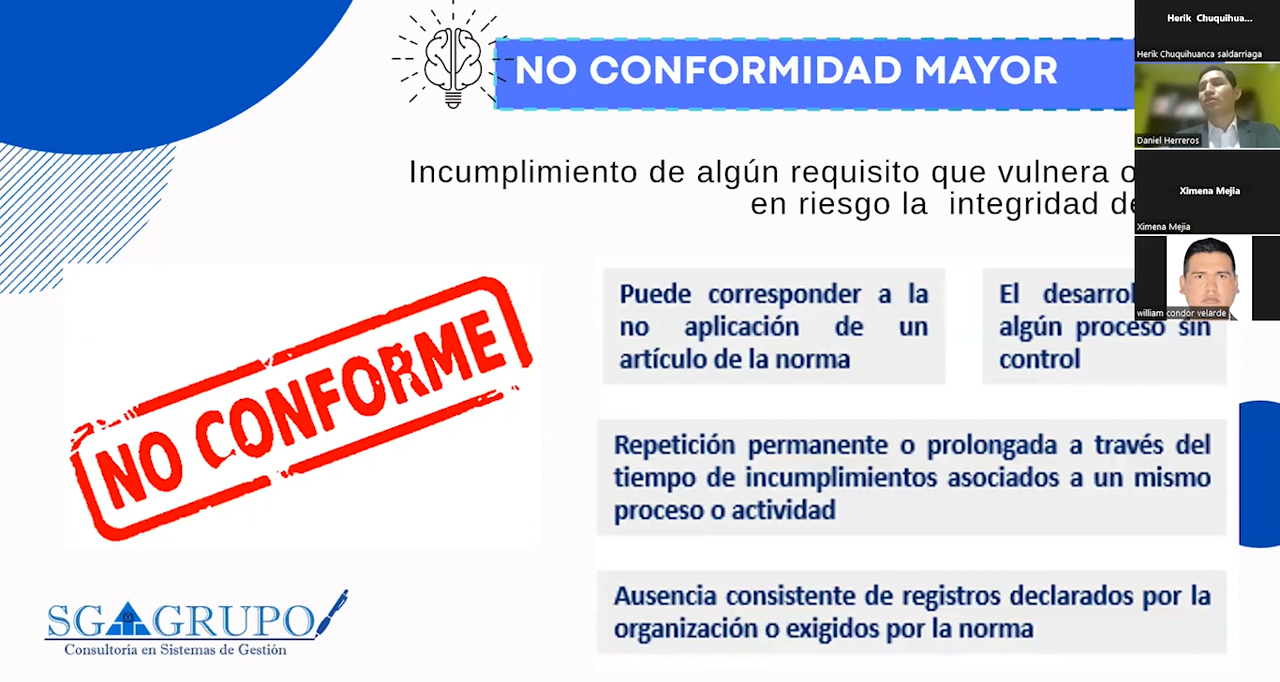 NO CONFORMIDAD MAYOR
Incumplimiento de algún requisito que vulnera o
en riesgo la integridad de
NO CONFORME
Puede corresponder a la
no aplicación de un
artículo de la norma
El
algún proceso sin
control
Repetición permanente o prolongada a través del
tiempo de incumplimientos asociados a un mismo
proceso o actividad
Ausencia consistente de registros declarados por la
organización o exigidos por la norma
SGAGRUPO
Consultoría en Sistemas de Gestión
Herik Chuquihua...
Herik Chuquihuanca saldarriaga
Daniel Herreros
Ximena Mejia
Ximena Mejia
william condor velarde